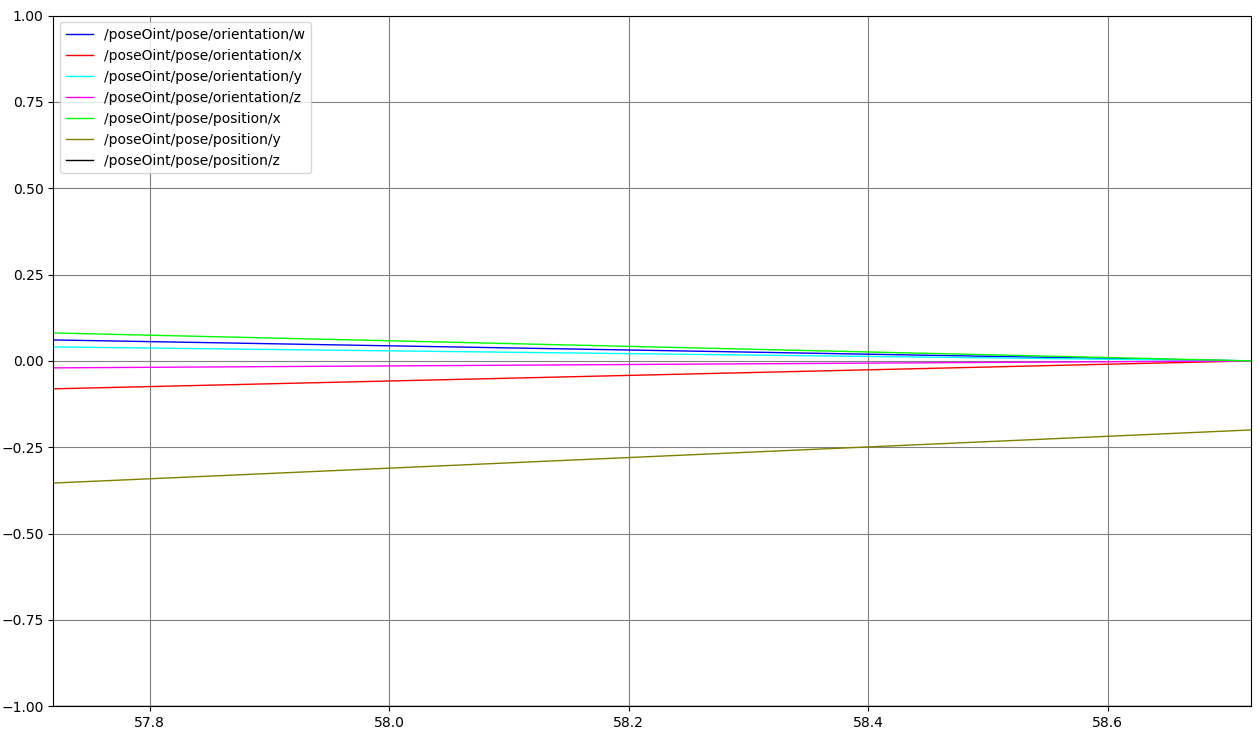 1.00
0.75
0.50
0.25
0.00
−0.25
−0.50
−0.75
−1.00
/poseOint/pose/orientation/w
/poseOint/pose/orientation/x
/poseOint/pose/orientation/y
/poseOint/pose/orientation/z
/poseOint/pose/position/x
/poseOint/pose/position/y
/poseOint/pose/position/z
57.8 58.0 58.2 58.4 58.6